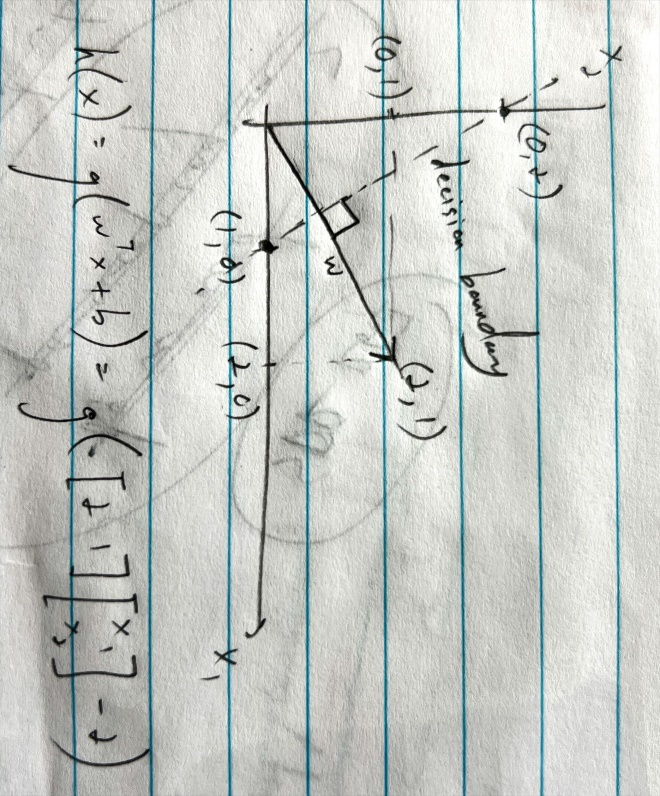 x₂
(0,2)
decision boundary
(0,1)
(2,1)
w
(1,0)
(2,0)
x₁
h(x) = g(wᵀx + b) = g([2 1][x₁ x₂] - 2)